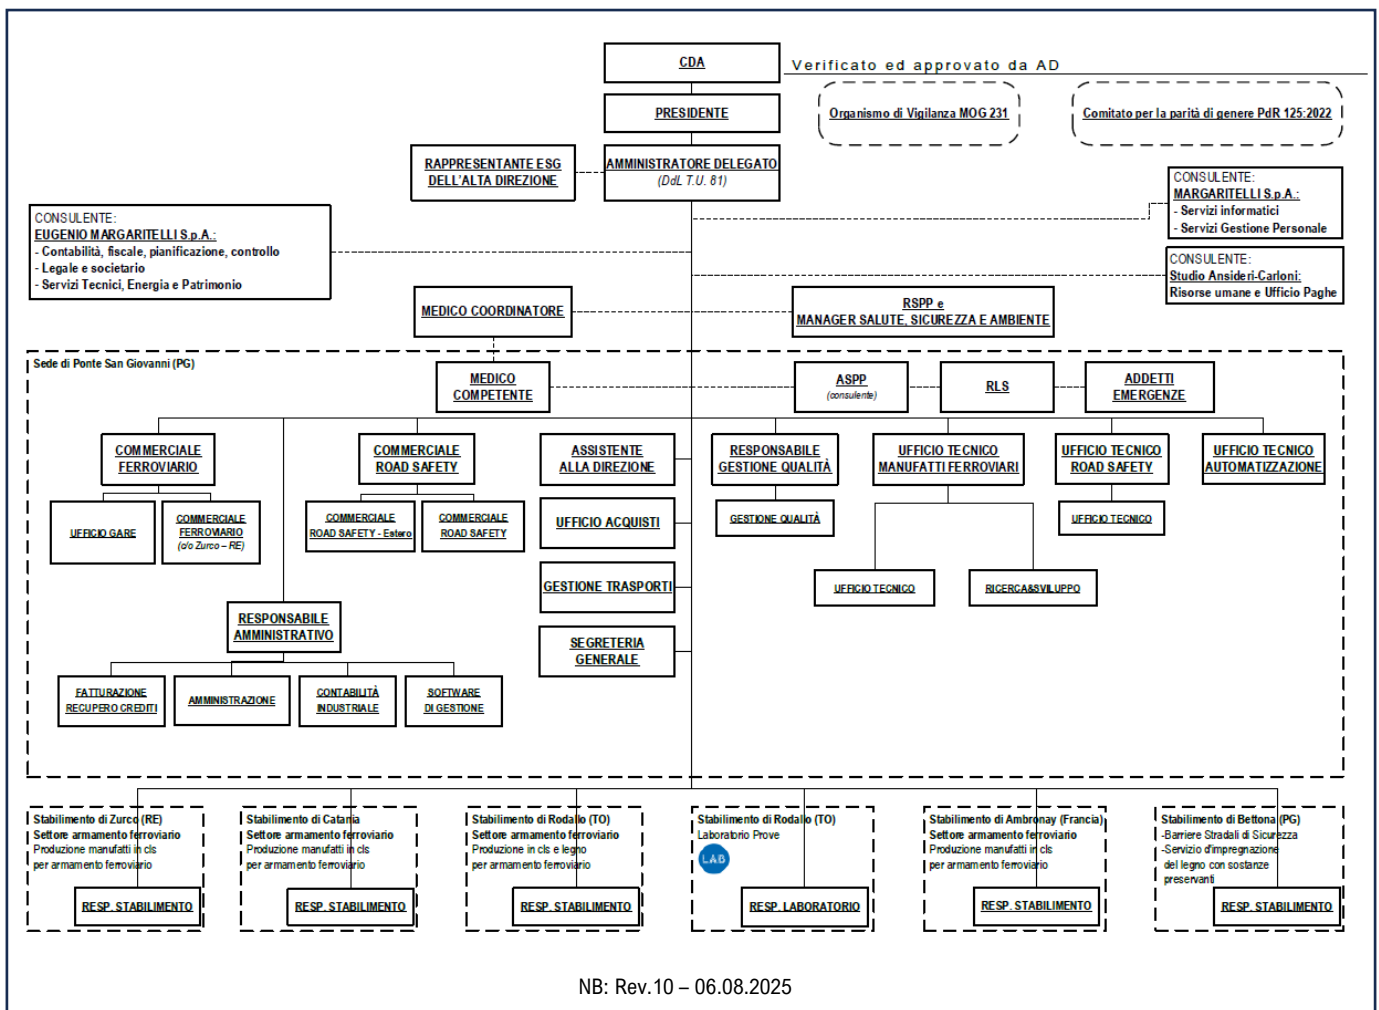 CDA
Verificato ed approvato da AD
PRESIDENTE
Organismo di Vigilanza MOG 231
Comitato per la parità di genere PdR 125:2022
RAPPRESENTANTE ESG
DELL'ALTA DIREZIONE
AMMINISTRATORE DELEGATO
(DdL T.U. 81)
CONSULENTE:
MARGARITELLI S.p.A.:
- Servizi informatici
- Servizi Gestione Personale
CONSULENTE:
EUGENIO MARGARITELLI S.p.A.:
- Contabilità, fiscale, pianificazione, controllo
- Legale e societario
- Servizi Tecnici, Energia e Patrimonio
CONSULENTE:
Studio Ansideri-Carloni:
Risorse umane e Ufficio Paghe
MEDICO COORDINATORE
RSPP e
MANAGER SALUTE, SICUREZZA E AMBIENTE
Sede di Ponte San Giovanni (PG)
MEDICO
COMPETENTE
ASPP
(consulente)
RLS
ADDETTI
EMERGENZE
COMMERCIALE
FERROVIARIO
COMMERCIALE
ROAD SAFETY
ASSISTENTE
ALLA DIREZIONE
RESPONSABILE
GESTIONE QUALITÀ
UFFICIO TECNICO
MANUFATTI FERROVIARI
UFFICIO TECNICO
ROAD SAFETY
UFFICIO TECNICO
AUTOMATIZZAZIONE
UFFICIO GARE
COMMERCIALE
FERROVIARIO
(c/o Zurco – RE)
COMMERCIALE
ROAD SAFETY - Estero
COMMERCIALE
ROAD SAFETY
UFFICIO ACQUISTI
GESTIONE QUALITÀ
UFFICIO TECNICO
GESTIONE TRASPORTI
UFFICIO TECNICO
RICERCA&SVILUPPO
RESPONSABILE
AMMINISTRATIVO
SEGRETERIA
GENERALE
FATTURAZIONE
RECUPERO CREDITI
AMMINISTRAZIONE
CONTABILITÀ
INDUSTRIALE
SOFTWARE
DI GESTIONE
Stabilimento di Zurco (RE)
Settore armamento ferroviario
Produzione manufatti in cls
per armamento ferroviario
RESP. STABILIMENTO
Stabilimento di Catania
Settore armamento ferroviario
Produzione manufatti in cls
per armamento ferroviario
RESP. STABILIMENTO
Stabilimento di Rodallo (TO)
Settore armamento ferroviario
Produzione in cls e legno
per armamento ferroviario
RESP. STABILIMENTO
Stabilimento di Rodallo (TO)
Laboratorio Prove
LAB
RESP. LABORATORIO
Stabilimento di Ambronay (Francia)
Settore armamento ferroviario
Produzione manufatti in cls
per armamento ferroviario
RESP. STABILIMENTO
Stabilimento di Bettona (PG)
-Barriere Stradali di Sicurezza
-Servizio d'impregnazione
del legno con sostanze
preservanti
RESP. STABILIMENTO
NB: Rev.10 – 06.08.2025